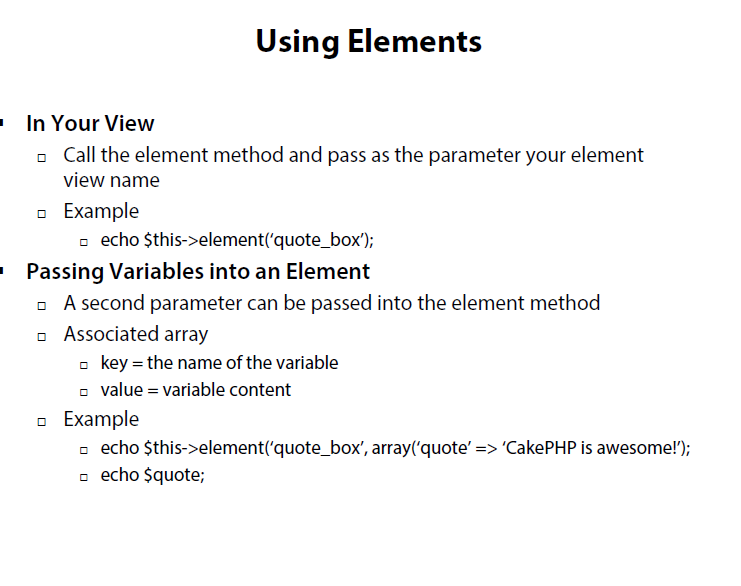 Using Elements
In Your View
Call the element method and pass as the parameter your element
view name
Example
echo $this->element(‘quote_box’);
Passing Variables into an Element
A second parameter can be passed into the element method
Associated array
key = the name of the variable
value = variable content
Example
echo $this->element(‘quote_box’, array(‘quote’ => ‘CakePHP is awesome!’);
echo $quote;